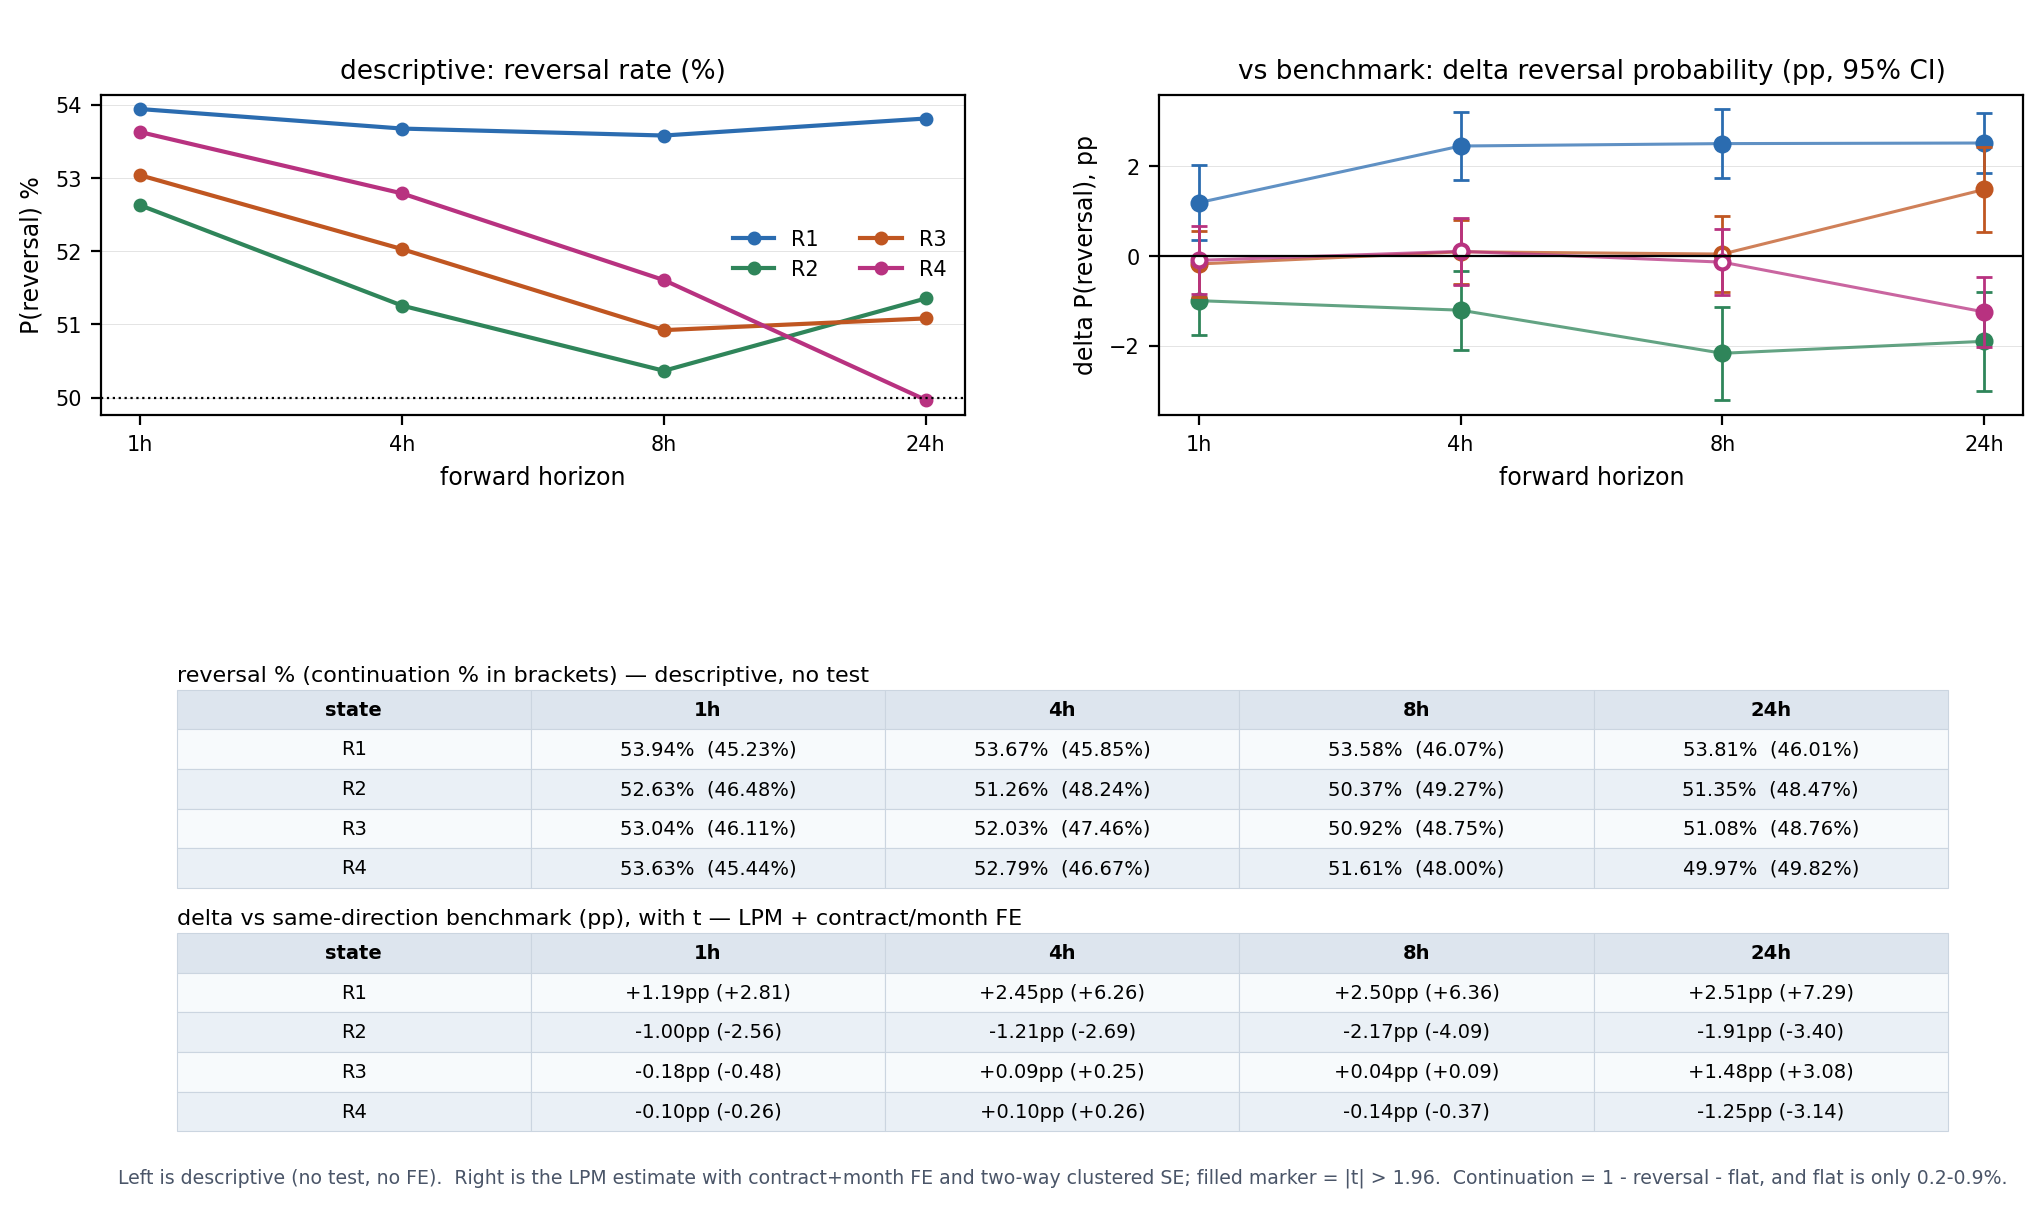 descriptive: reversal rate (%)
P(reversal) %
54
53
52
51
50
R1
R2
R3
R4
1h
4h
8h
24h
forward horizon
vs benchmark: delta reversal probability (pp, 95% CI)
delta P(reversal), pp
2
0
−2
1h
4h
8h
24h
forward horizon
reversal % (continuation % in brackets) — descriptive, no test
state 1h 4h 8h 24h
R1 53.94% (45.23%) 53.67% (45.85%) 53.58% (46.07%) 53.81% (46.01%)
R2 52.63% (46.48%) 51.26% (48.24%) 50.37% (49.27%) 51.35% (48.47%)
R3 53.04% (46.11%) 52.03% (47.46%) 50.92% (48.75%) 51.08% (48.76%)
R4 53.63% (45.44%) 52.79% (46.67%) 51.61% (48.00%) 49.97% (49.82%)
delta vs same-direction benchmark (pp), with t — LPM + contract/month FE
state 1h 4h 8h 24h
R1 +1.19pp (+2.81) +2.45pp (+6.26) +2.50pp (+6.36) +2.51pp (+7.29)
R2 -1.00pp (-2.56) -1.21pp (-2.69) -2.17pp (-4.09) -1.91pp (-3.40)
R3 -0.18pp (-0.48) +0.09pp (+0.25) +0.04pp (+0.09) +1.48pp (+3.08)
R4 -0.10pp (-0.26) +0.10pp (+0.26) -0.14pp (-0.37) -1.25pp (-3.14)
Left is descriptive (no test, no FE).  Right is the LPM estimate with contract+month FE and two-way clustered SE; filled marker = |t| > 1.96.  Continuation = 1 - reversal - flat, and flat is only 0.2-0.9%.